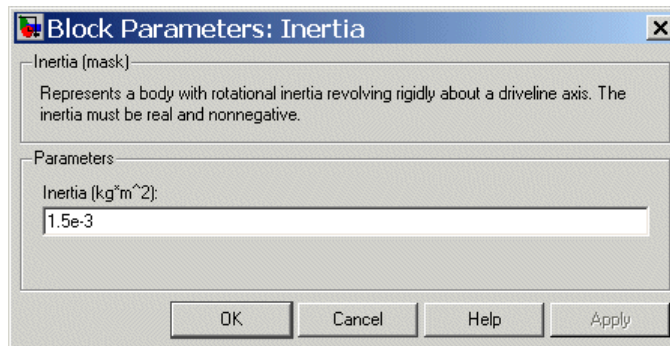 Block Parameters: Inertia
Inertia (mask)
Represents a body with rotational inertia revolving rigidly about a driveline axis. The
inertia must be real and nonnegative.
Parameters
Inertia (kg*m^2):
1.5e-3
OK Cancel Help Apply